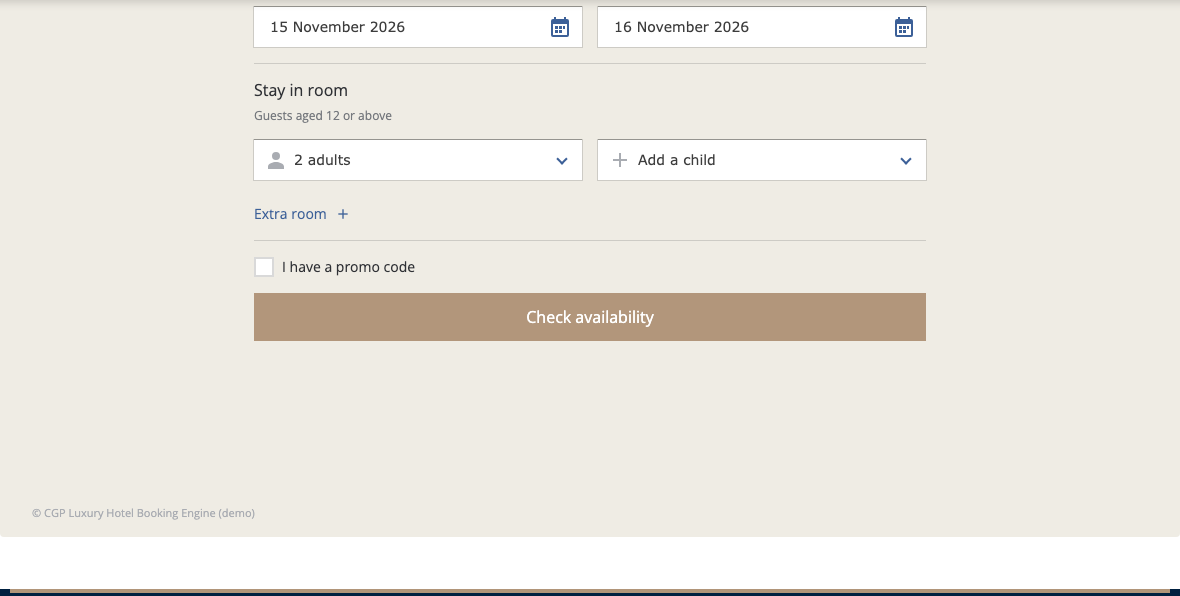 15 November 2026
16 November 2026
Stay in room
Guests aged 12 or above
2 adults
Add a child
Extra room +
I have a promo code
Check availability
© CGP Luxury Hotel Booking Engine (demo)